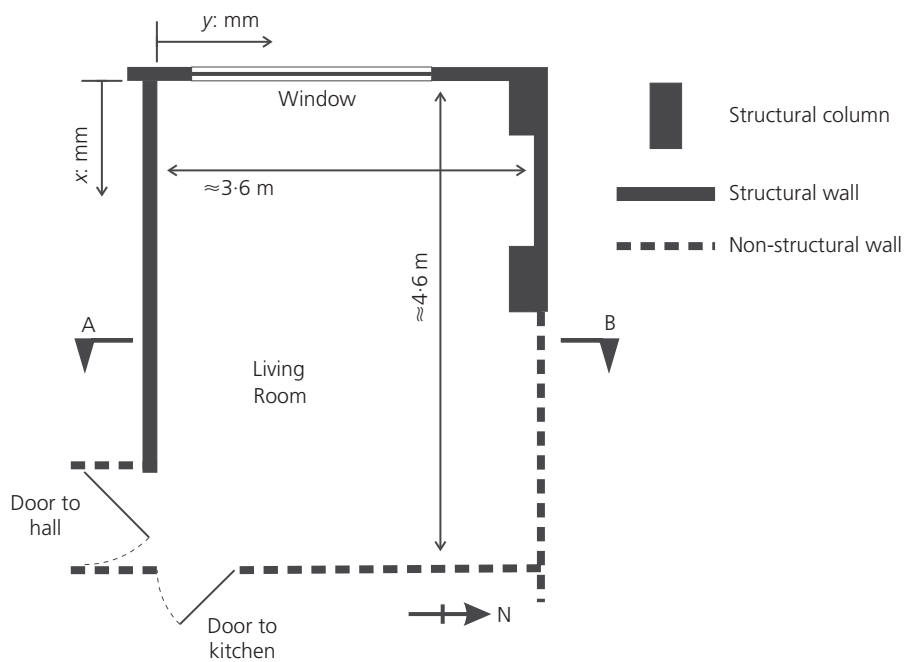 y: mm
Window
x: mm
≈3·6 m
≈4·6 m
A
B
Living
Room
Door to
hall
Door to
kitchen
N
Structural column
Structural wall
Non-structural wall